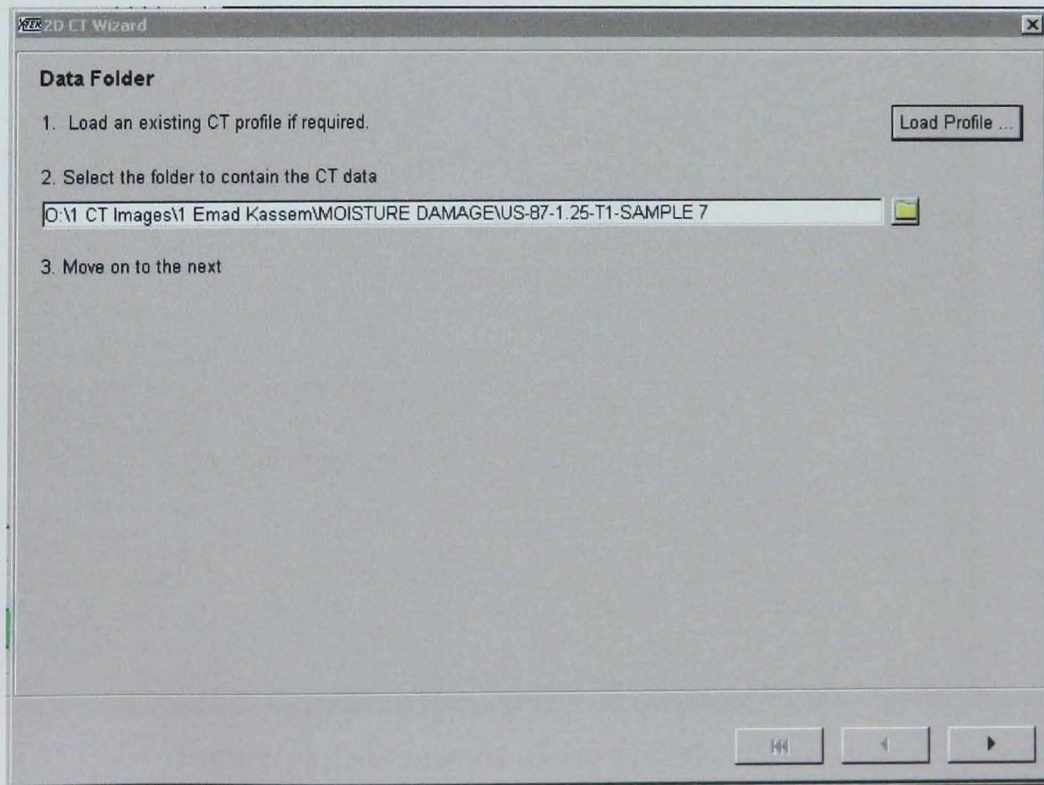 XTEK 2D CT Wizard
Data Folder
1. Load an existing CT profile if required.
Load Profile ...
2. Select the folder to contain the CT data
O:\1 CT Images\1 Emad Kassem\MOISTURE DAMAGE\US-87-1.25-T1-SAMPLE 7
3. Move on to the next